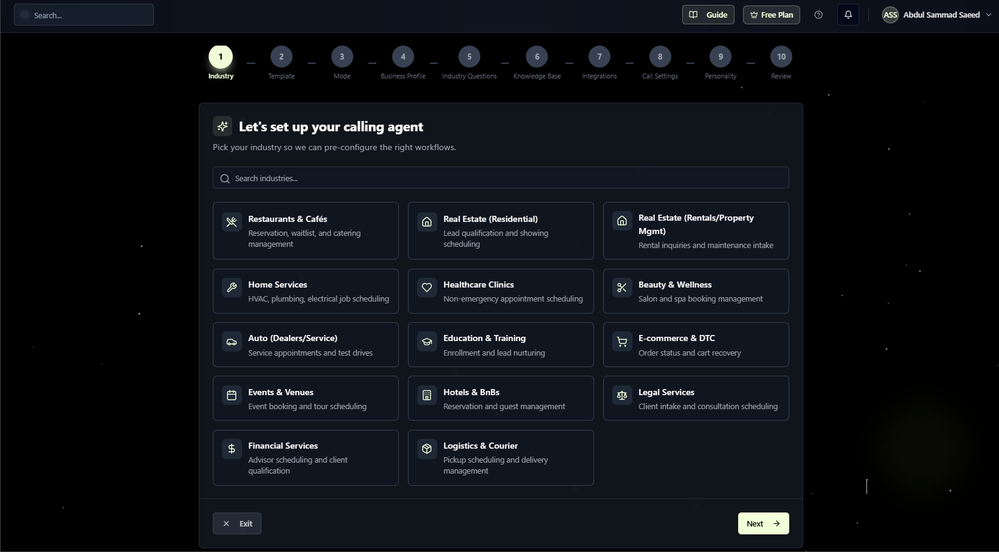 Search...
Guide
Free Plan
ASS
Abdul Sammad Saeed
1
2
3
4
5
6
7
8
9
10
Industry
Template
Mode
Business Profile
Industry Questions
Knowledge Base
Integrations
Call Settings
Personality
Review
Let's set up your calling agent
Pick your industry so we can pre-configure the right workflows.
Search industries...
Restaurants & Cafés
Reservation, waitlist, and catering
management
Real Estate (Residential)
Lead qualification and showing
scheduling
Real Estate (Rentals/Property
Mgmt)
Rental inquiries and maintenance intake
Home Services
HVAC, plumbing, electrical job scheduling
Healthcare Clinics
Non-emergency appointment scheduling
Beauty & Wellness
Salon and spa booking management
Auto (Dealers/Service)
Service appointments and test drives
Education & Training
Enrollment and lead nurturing
E-commerce & DTC
Order status and cart recovery
Events & Venues
Event booking and tour scheduling
Hotels & BnBs
Reservation and guest management
Legal Services
Client intake and consultation scheduling
Financial Services
Advisor scheduling and client
qualification
Logistics & Courier
Pickup scheduling and delivery
management
Exit
Next